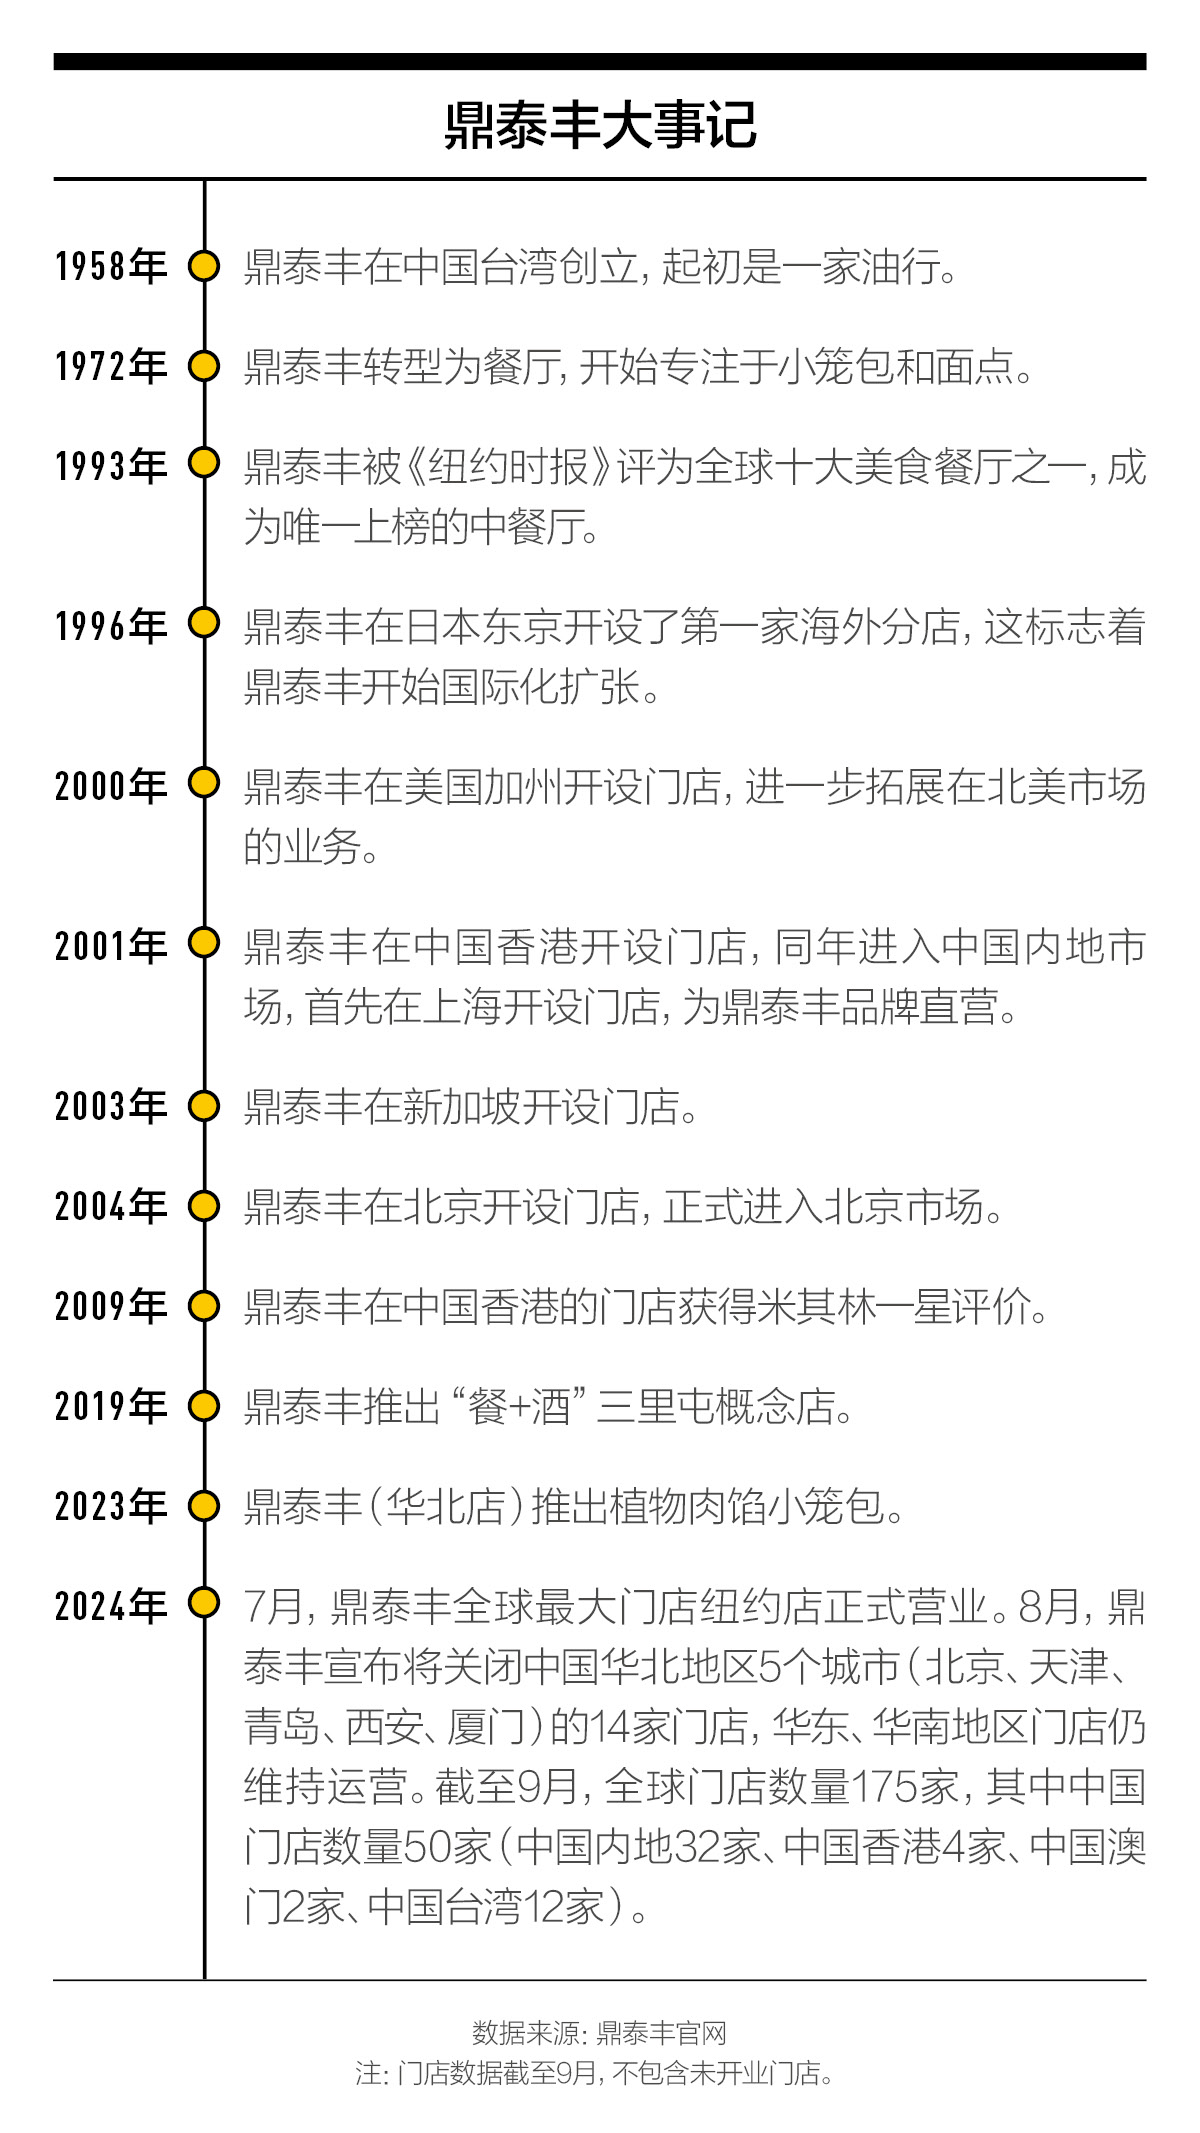 鼎泰丰大事记
1958年 鼎泰丰在中国台湾创立，起初是一家油行。
1972年 鼎泰丰转型为餐厅，开始专注于小笼包和面点。
1993年 鼎泰丰被《纽约时报》评为全球十大美食餐厅之一，成
为唯一上榜的中餐厅。
1996年 鼎泰丰在日本东京开设了第一家海外分店，这标志着
鼎泰丰开始国际化扩张。
2000年 鼎泰丰在美国加州开设门店，进一步拓展在北美市场
的业务。
2001年 鼎泰丰在中国香港开设门店，同年进入中国内地市
场，首先在上海开设门店，为鼎泰丰品牌直营。
2003年 鼎泰丰在新加坡开设门店。
2004年 鼎泰丰在北京开设门店，正式进入北京市场。
2009年 鼎泰丰在中国香港的门店获得米其林一星评价。
2019年 鼎泰丰推出“餐+酒”三里屯概念店。
2023年 鼎泰丰（华北店）推出植物肉馅小笼包。
2024年 7月，鼎泰丰全球最大门店纽约店正式营业。8月，鼎
泰丰宣布将关闭中国华北地区5个城市（北京、天津、
青岛、西安、厦门）的14家门店，华东、华南地区门店仍
维持运营。截至9月，全球门店数量175家，其中中国
门店数量50家（中国内地32家、中国香港4家、中国澳
门2家、中国台湾12家）。
数据来源：鼎泰丰官网
注：门店数据截至9月，不包含未开业门店。